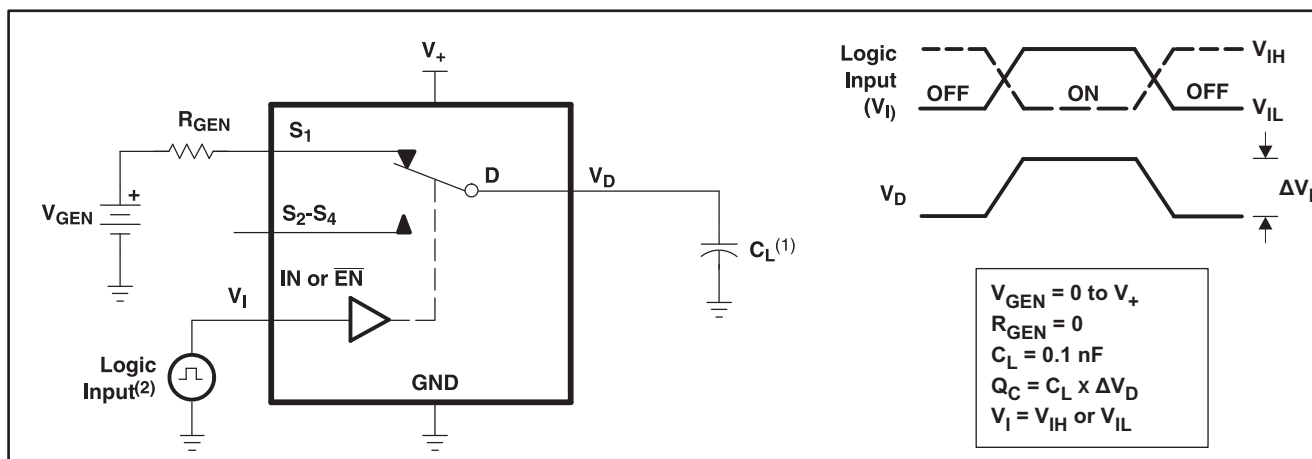 V+
RGEN
S1
D
VD
VGEN
+
S2-S4
CL(1)
IN or E̅N̅
VI
Logic
Input(2)
GND
Logic
Input
(VI)
OFF
ON
OFF
VIH
VIL
VD
VGEN = 0 to V+
RGEN = 0
CL = 0.1 nF
QC = CL x ΔVD
VI = VIH or VIL